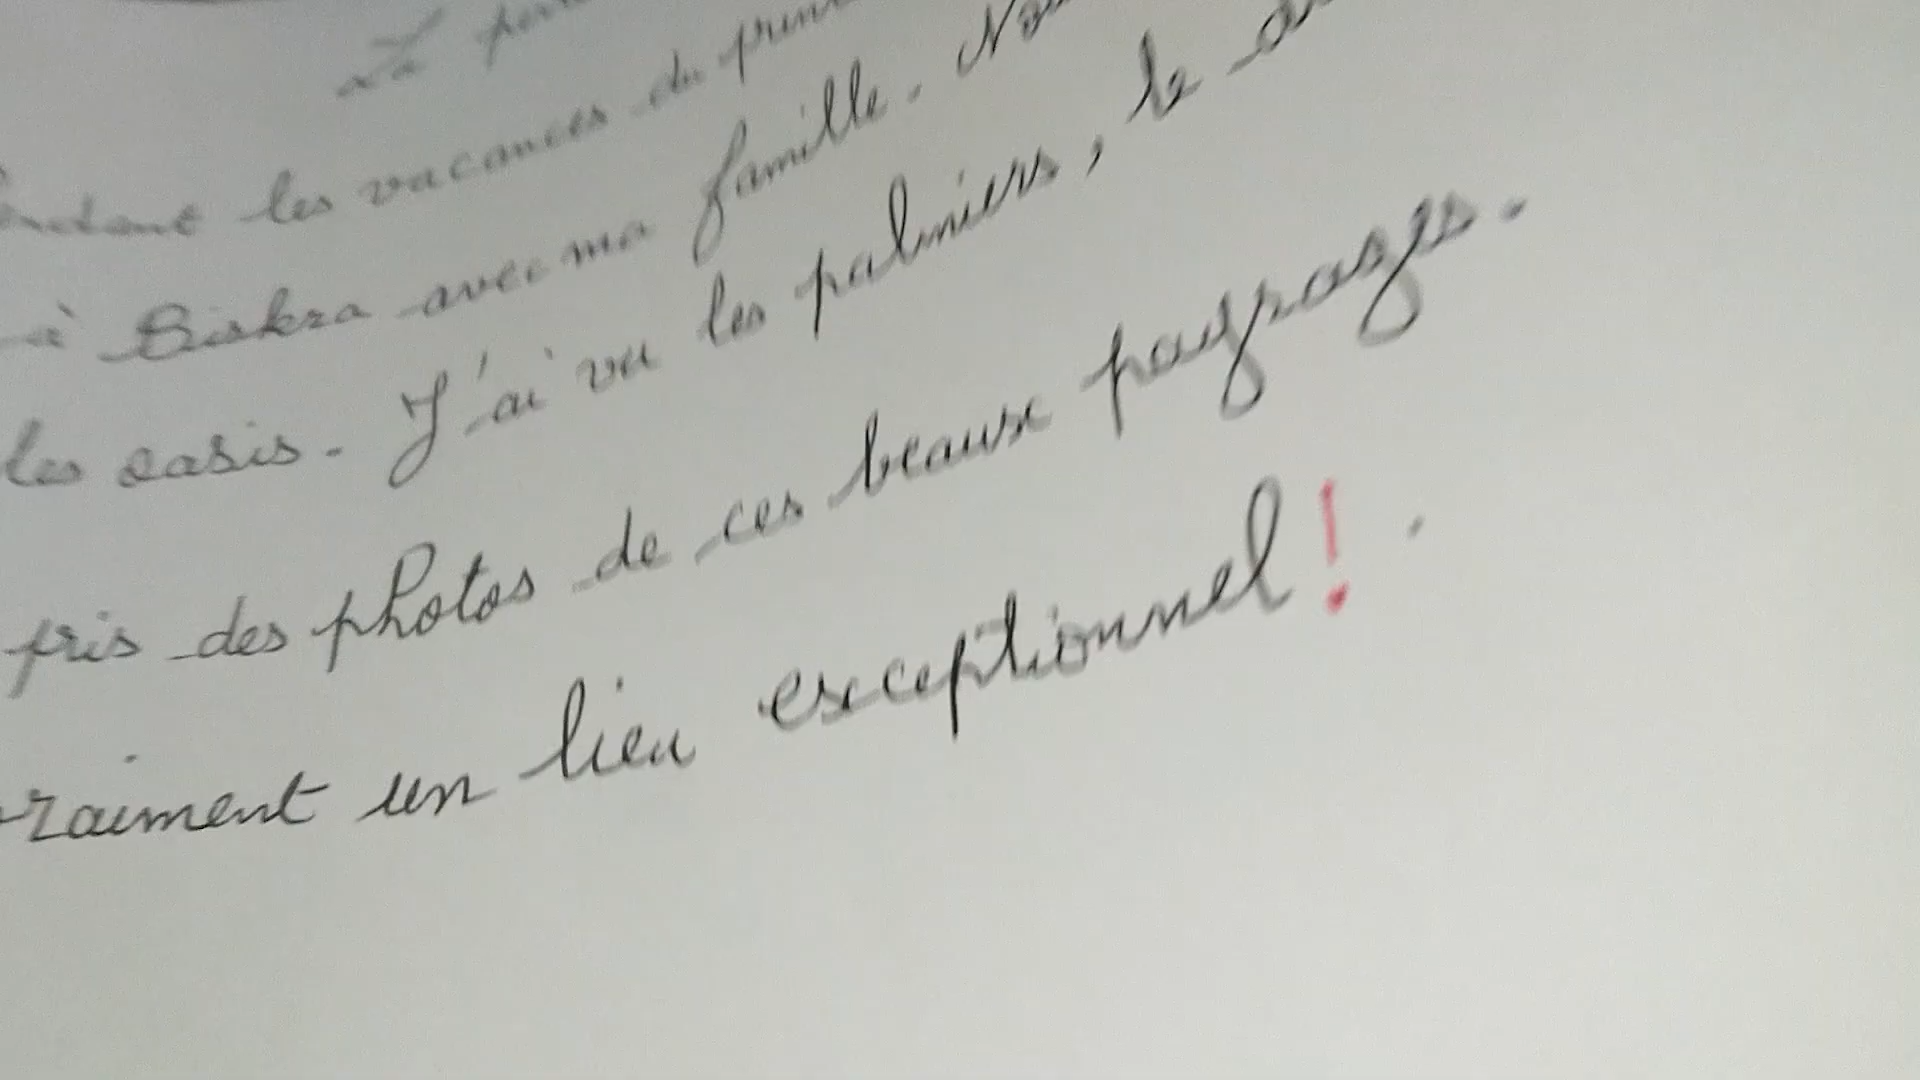 les vacances du
à Biskra avec ma famille.
les oasis. J'ai vu les palmiers, le
pris des photos de ces beaux paysages.
un lieu exceptionnel!.